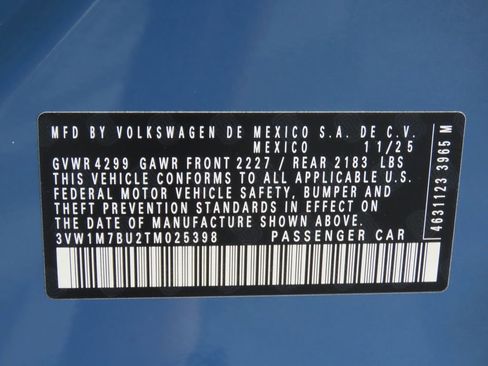 MFD BY VOLKSWAGEN DE MEXICO S.A. DE C.V.
MEXICO 11/25
GVWR 4299 GAWR FRONT 2227 / REAR 2183 LBS
THIS VEHICLE CONFORMS TO ALL APPLICABLE
FEDERAL MOTOR VEHICLE SAFETY, BUMPER AND
THEFT PREVENTION STANDARDS IN EFFECT ON
THE DATE OF MANUFACTURE SHOWN ABOVE.
3VW1M7BU2TM025398 PASSENGER CAR
4631123 3965 M